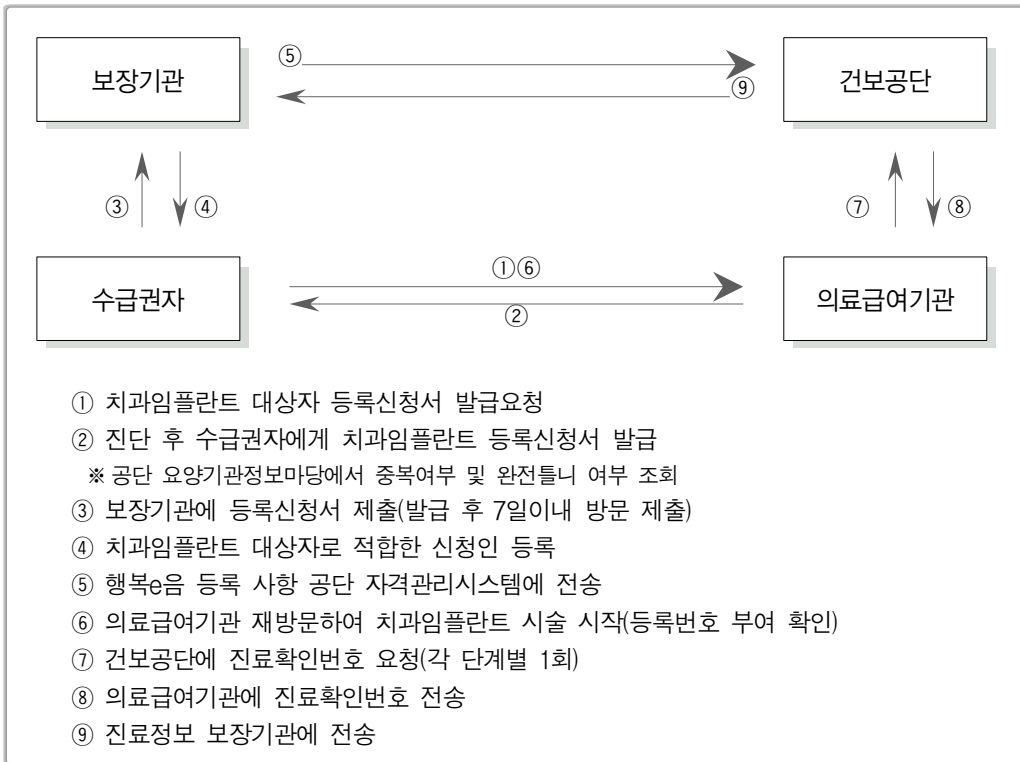 보장기관
⑤
⑨
건보공단
③
④
⑦
⑧
수급권자
①⑥
②
의료급여기관
① 치과임플란트 대상자 등록신청서 발급요청
② 진단 후 수급권자에게 치과임플란트 등록신청서 발급
※ 공단 요양기관정보마당에서 중복여부 및 완전틀니 여부 조회
③ 보장기관에 등록신청서 제출(발급 후 7일이내 방문 제출)
④ 치과임플란트 대상자로 적합한 신청인 등록
⑤ 행복e음 등록 사항 공단 자격관리시스템에 전송
⑥ 의료급여기관 재방문하여 치과임플란트 시술 시작(등록번호 부여 확인)
⑦ 건보공단에 진료확인번호 요청(각 단계별 1회)
⑧ 의료급여기관에 진료확인번호 전송
⑨ 진료정보 보장기관에 전송